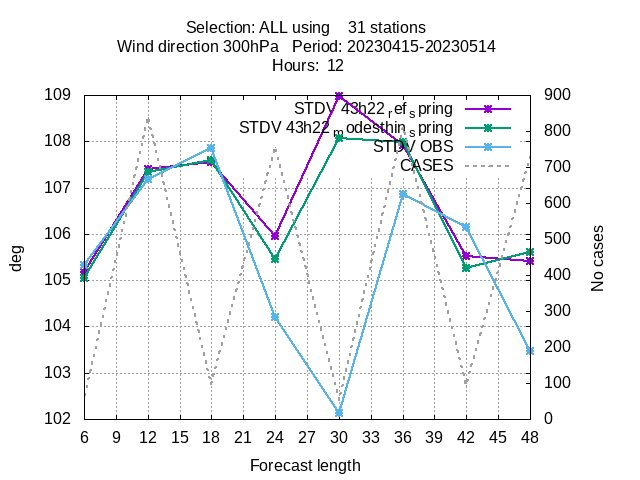 Selection: ALL using    31 stations
Wind direction 300hPa   Period: 20230415-20230514
Hours: 12
109
108
107
106
105
104
103
102
deg
900
800
700
600
500
400
300
200
100
0
No cases
STDV 43h22refspring
STDV 43h22modesthinspring
STDV OBS
CASES
6 9 12 15 18 21 24 27 30 33 36 39 42 45 48
Forecast length